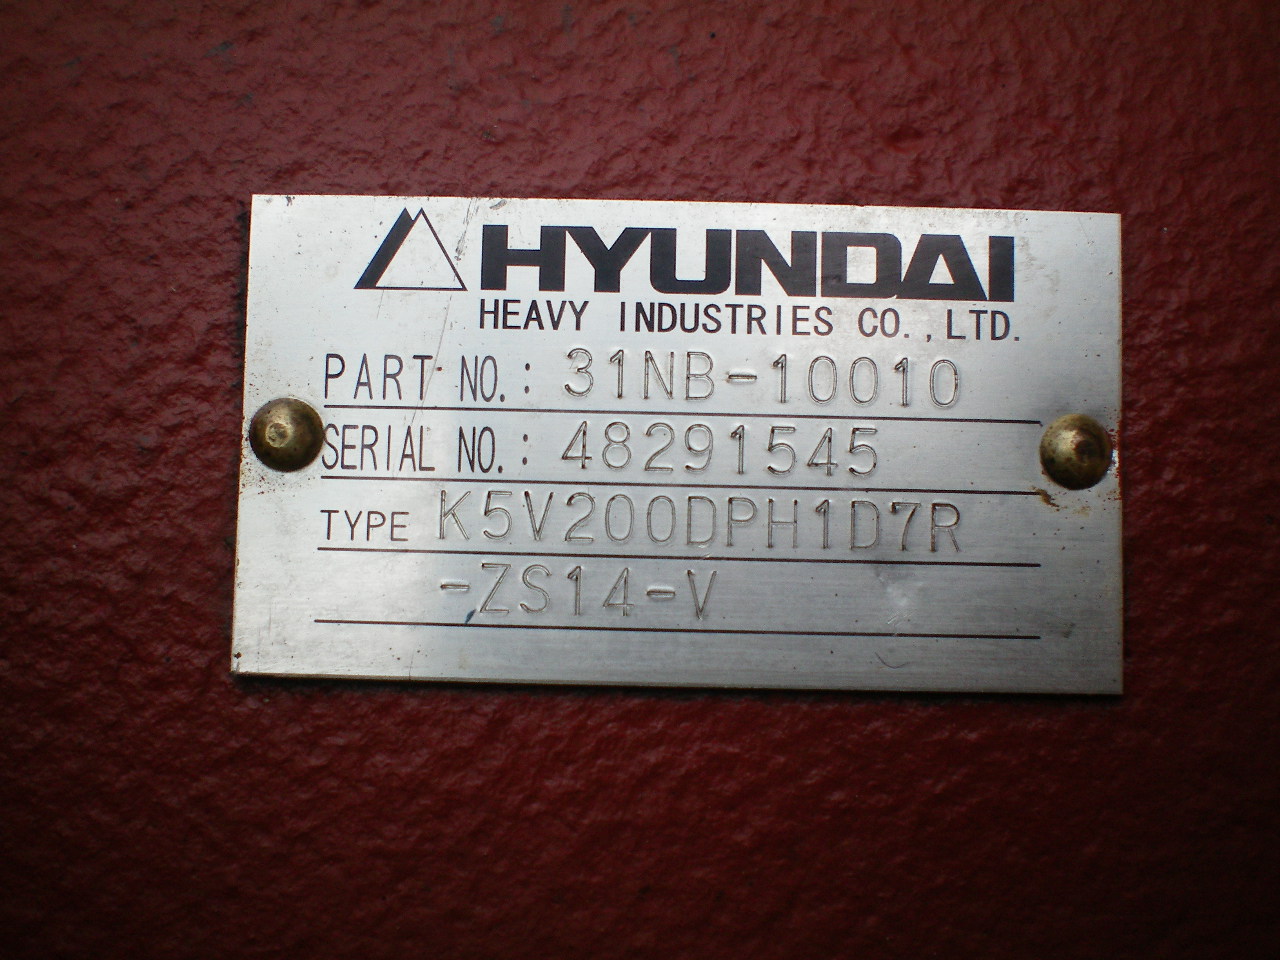 HYUNDAI
HEAVY INDUSTRIES CO.,LTD.
PART NO.: 31NB-10010
SERIAL NO.: 48291545
TYPE K5V200DPH1D7R
-ZS14-V